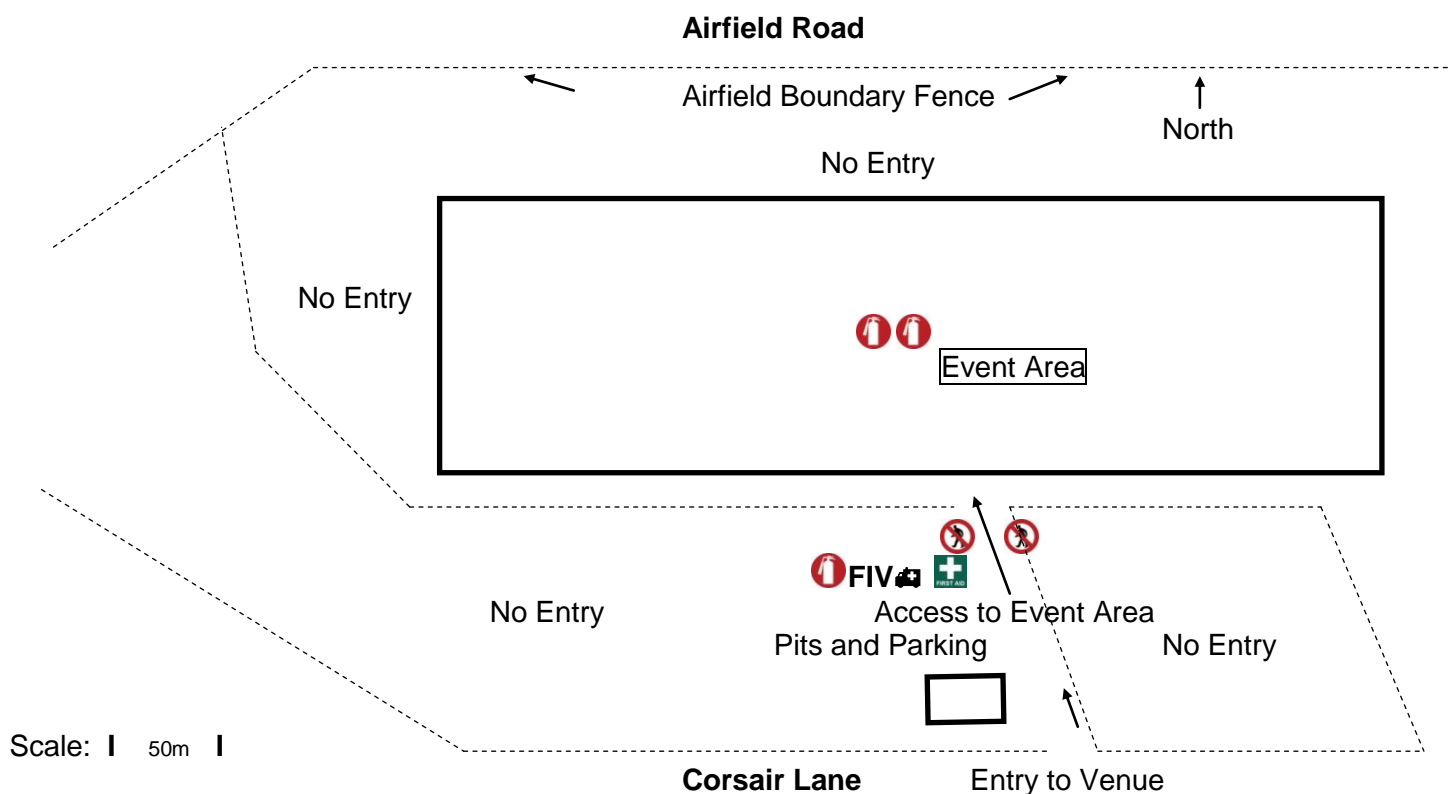 Airfield Road
Airfield Boundary Fence
North
No Entry
No Entry
Event Area
FIV
FIRST AID
No Entry
Access to Event Area
Pits and Parking
No Entry
Scale: I 50m I
Corsair Lane
Entry to Venue